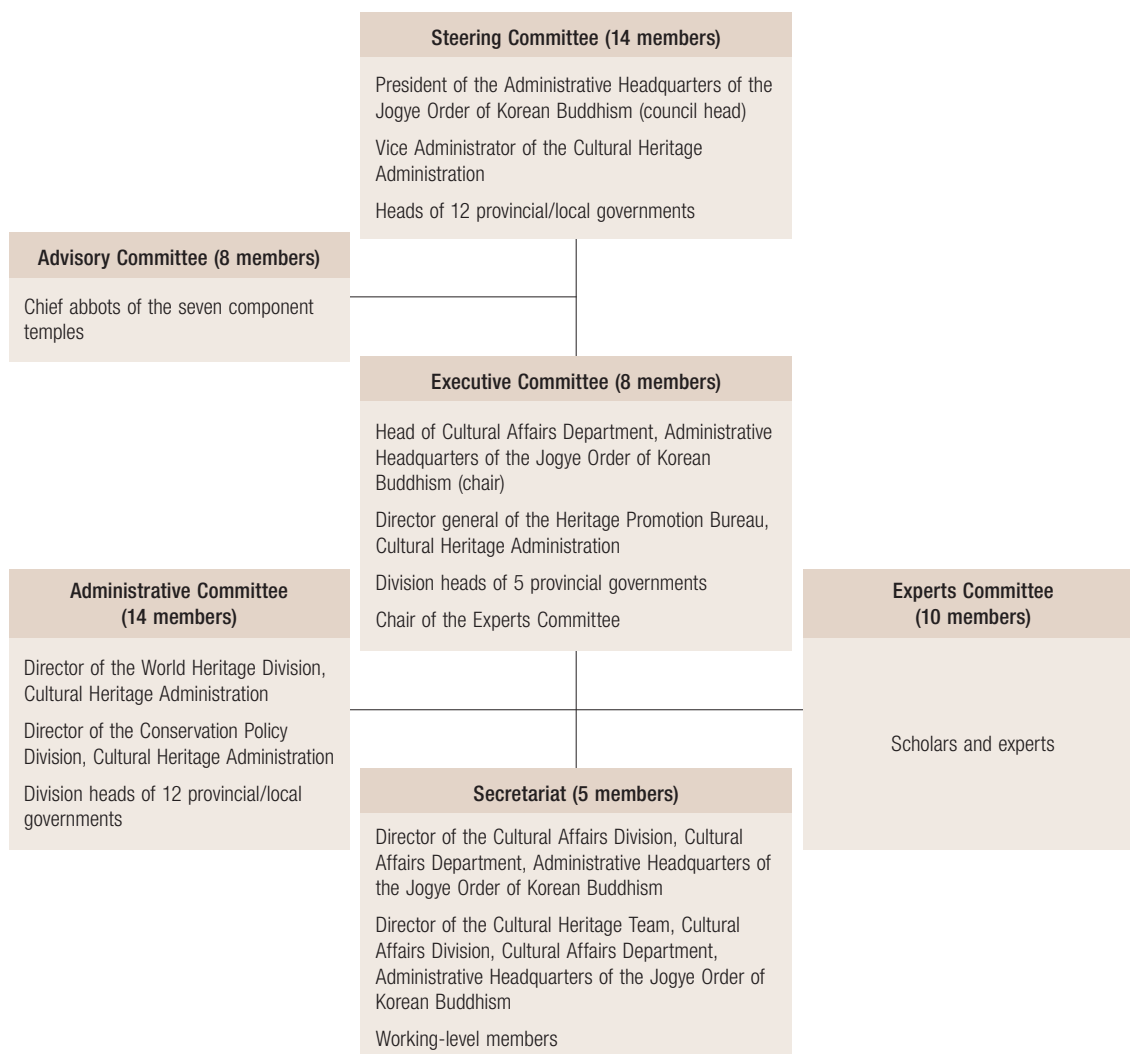 Steering Committee (14 members)
President of the Administrative Headquarters of the
Jogye Order of Korean Buddhism (council head)
Vice Administrator of the Cultural Heritage
Administration
Heads of 12 provincial/local governments
Advisory Committee (8 members)
Chief abbots of the seven component
temples
Executive Committee (8 members)
Head of Cultural Affairs Department, Administrative
Headquarters of the Jogye Order of Korean
Buddhism (chair)
Director general of the Heritage Promotion Bureau,
Cultural Heritage Administration
Division heads of 5 provincial governments
Chair of the Experts Committee
Administrative Committee
(14 members)
Director of the World Heritage Division,
Cultural Heritage Administration
Director of the Conservation Policy
Division, Cultural Heritage Administration
Division heads of 12 provincial/local
governments
Experts Committee
(10 members)
Scholars and experts
Secretariat (5 members)
Director of the Cultural Affairs Division, Cultural
Affairs Department, Administrative Headquarters of
the Jogye Order of Korean Buddhism
Director of the Cultural Heritage Team, Cultural
Affairs Division, Cultural Affairs Department,
Administrative Headquarters of the Jogye Order of
Korean Buddhism
Working-level members